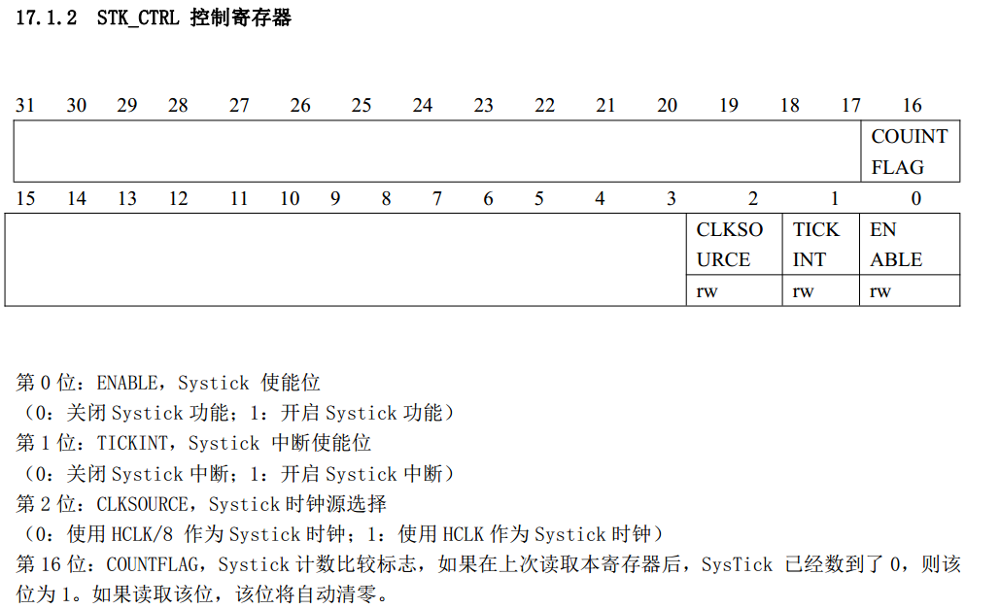 17.1.2 STK_CTRL 控制寄存器
31 30 29 28 27 26 25 24 23 22 21 20 19 18 17 16
COUINT
FLAG
15 14 13 12 11 10 9 8 7 6 5 4 3 2 1 0
CLKSO TICK EN
URCE INT ABLE
rw rw rw
第 0 位：ENABLE，Systick 使能位
（0：关闭 Systick 功能；1：开启 Systick 功能）
第 1 位：TICKINT，Systick 中断使能位
（0：关闭 Systick 中断；1：开启 Systick 中断）
第 2 位：CLKSOURCE，Systick 时钟源选择
（0：使用 HCLK/8 作为 Systick 时钟；1：使用 HCLK 作为 Systick 时钟）
第 16 位：COUNTFLAG，Systick 计数比较标志，如果在上次读取本寄存器后，SysTick 已经数到了 0，则该
位为 1。如果读取该位，该位将自动清零。